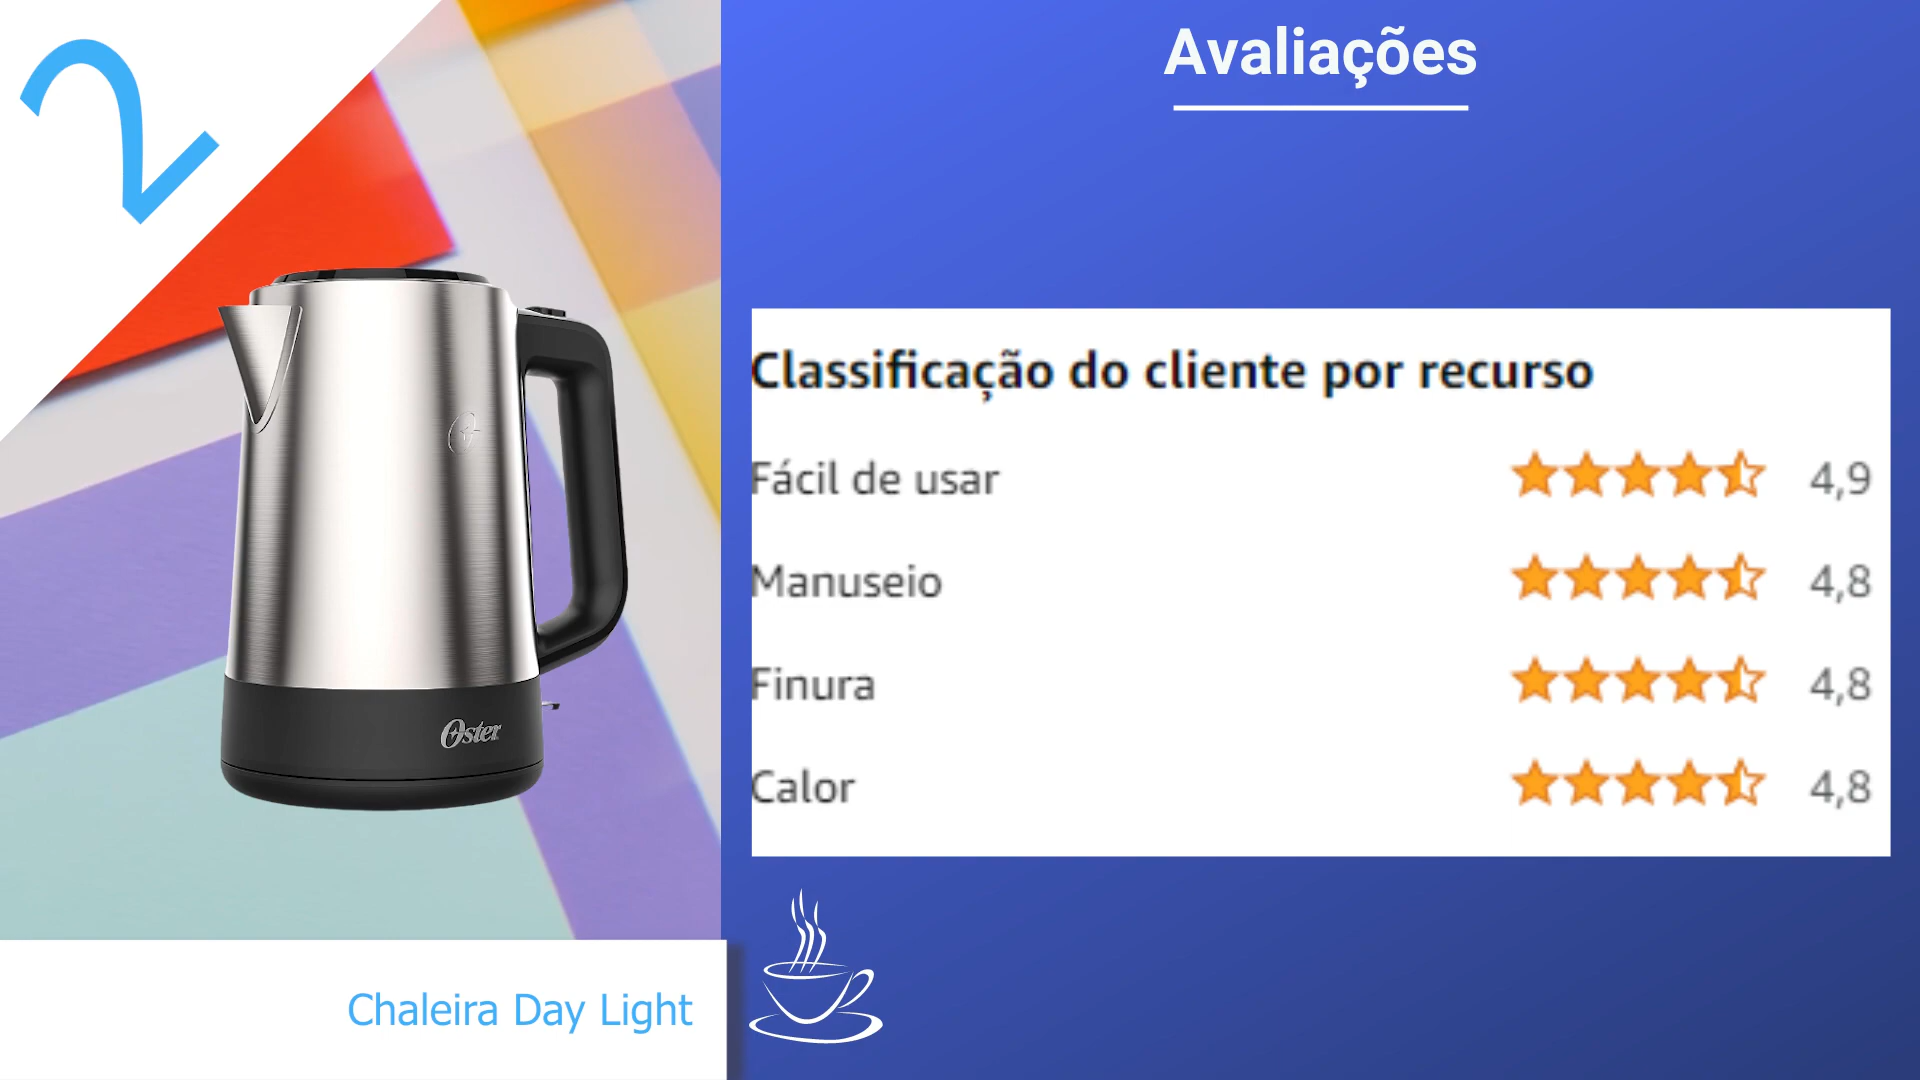 2
Avaliações
Classificação do cliente por recurso
Fácil de usar 4,9
Manuseio 4,8
Finura 4,8
Calor 4,8
Oster
Chaleira Day Light